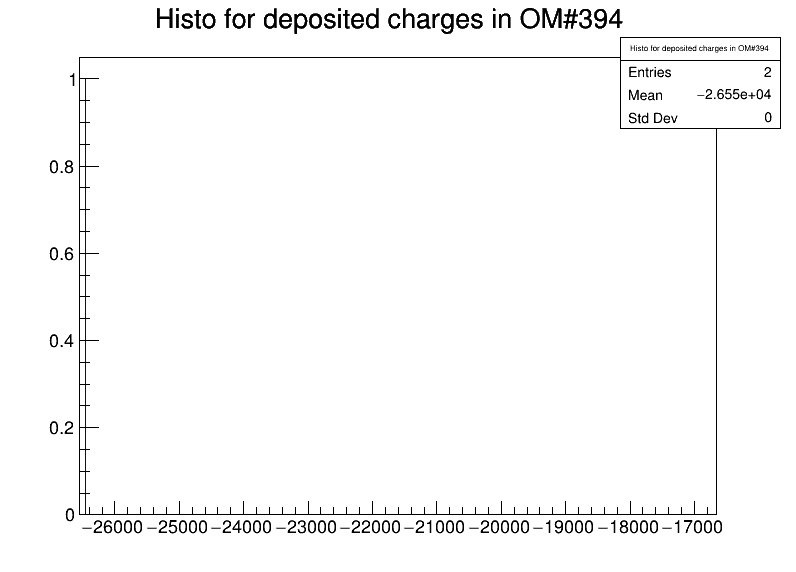 Histo for deposited charges in OM#394
Histo for deposited charges in OM#394
Entries 2
Mean −2.655e+04
Std Dev 0
1
0.8
0.6
0.4
0.2
0
−26000 −25000 −24000 −23000 −22000 −21000 −20000 −19000 −18000 −17000